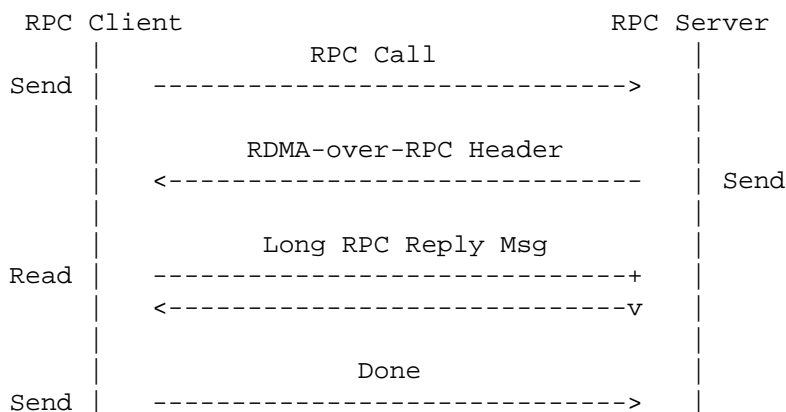 RPC Client                           RPC Server
    |             RPC Call                |
Send |   ------------------------------>   |
    |                                     |
    |         RDMA-over-RPC Header        |
    |   <------------------------------   | Send
    |                                     |
    |          Long RPC Reply Msg         |
Read |   ------------------------------+   |
    |   <-----------------------------v   |
    |                                     |
    |                Done                 |
Send |   ------------------------------>   |